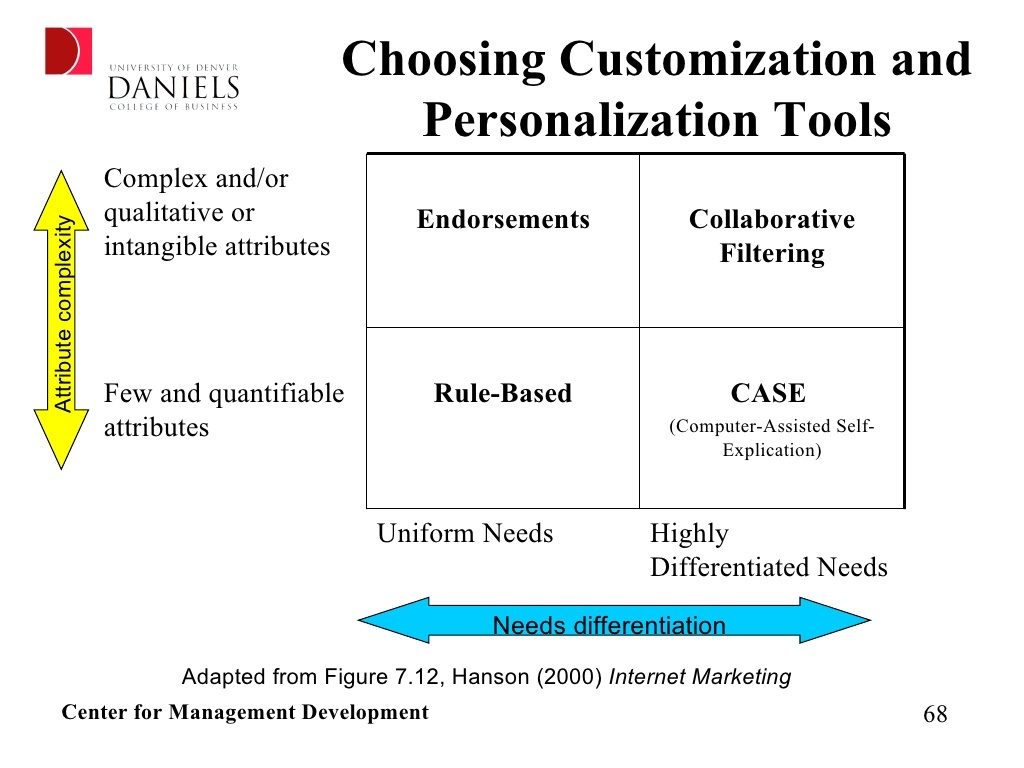 UNIVERSITY OF DENVER
DANIELS
COLLEGE OF BUSINESS
Choosing Customization and
Personalization Tools
Attribute complexity
Complex and/or
qualitative or
intangible attributes
Endorsements
Collaborative
Filtering
Few and quantifiable
attributes
Rule-Based
CASE
(Computer-Assisted Self-
Explication)
Uniform Needs
Highly
Differentiated Needs
Needs differentiation
Adapted from Figure 7.12, Hanson (2000) Internet Marketing
Center for Management Development
68